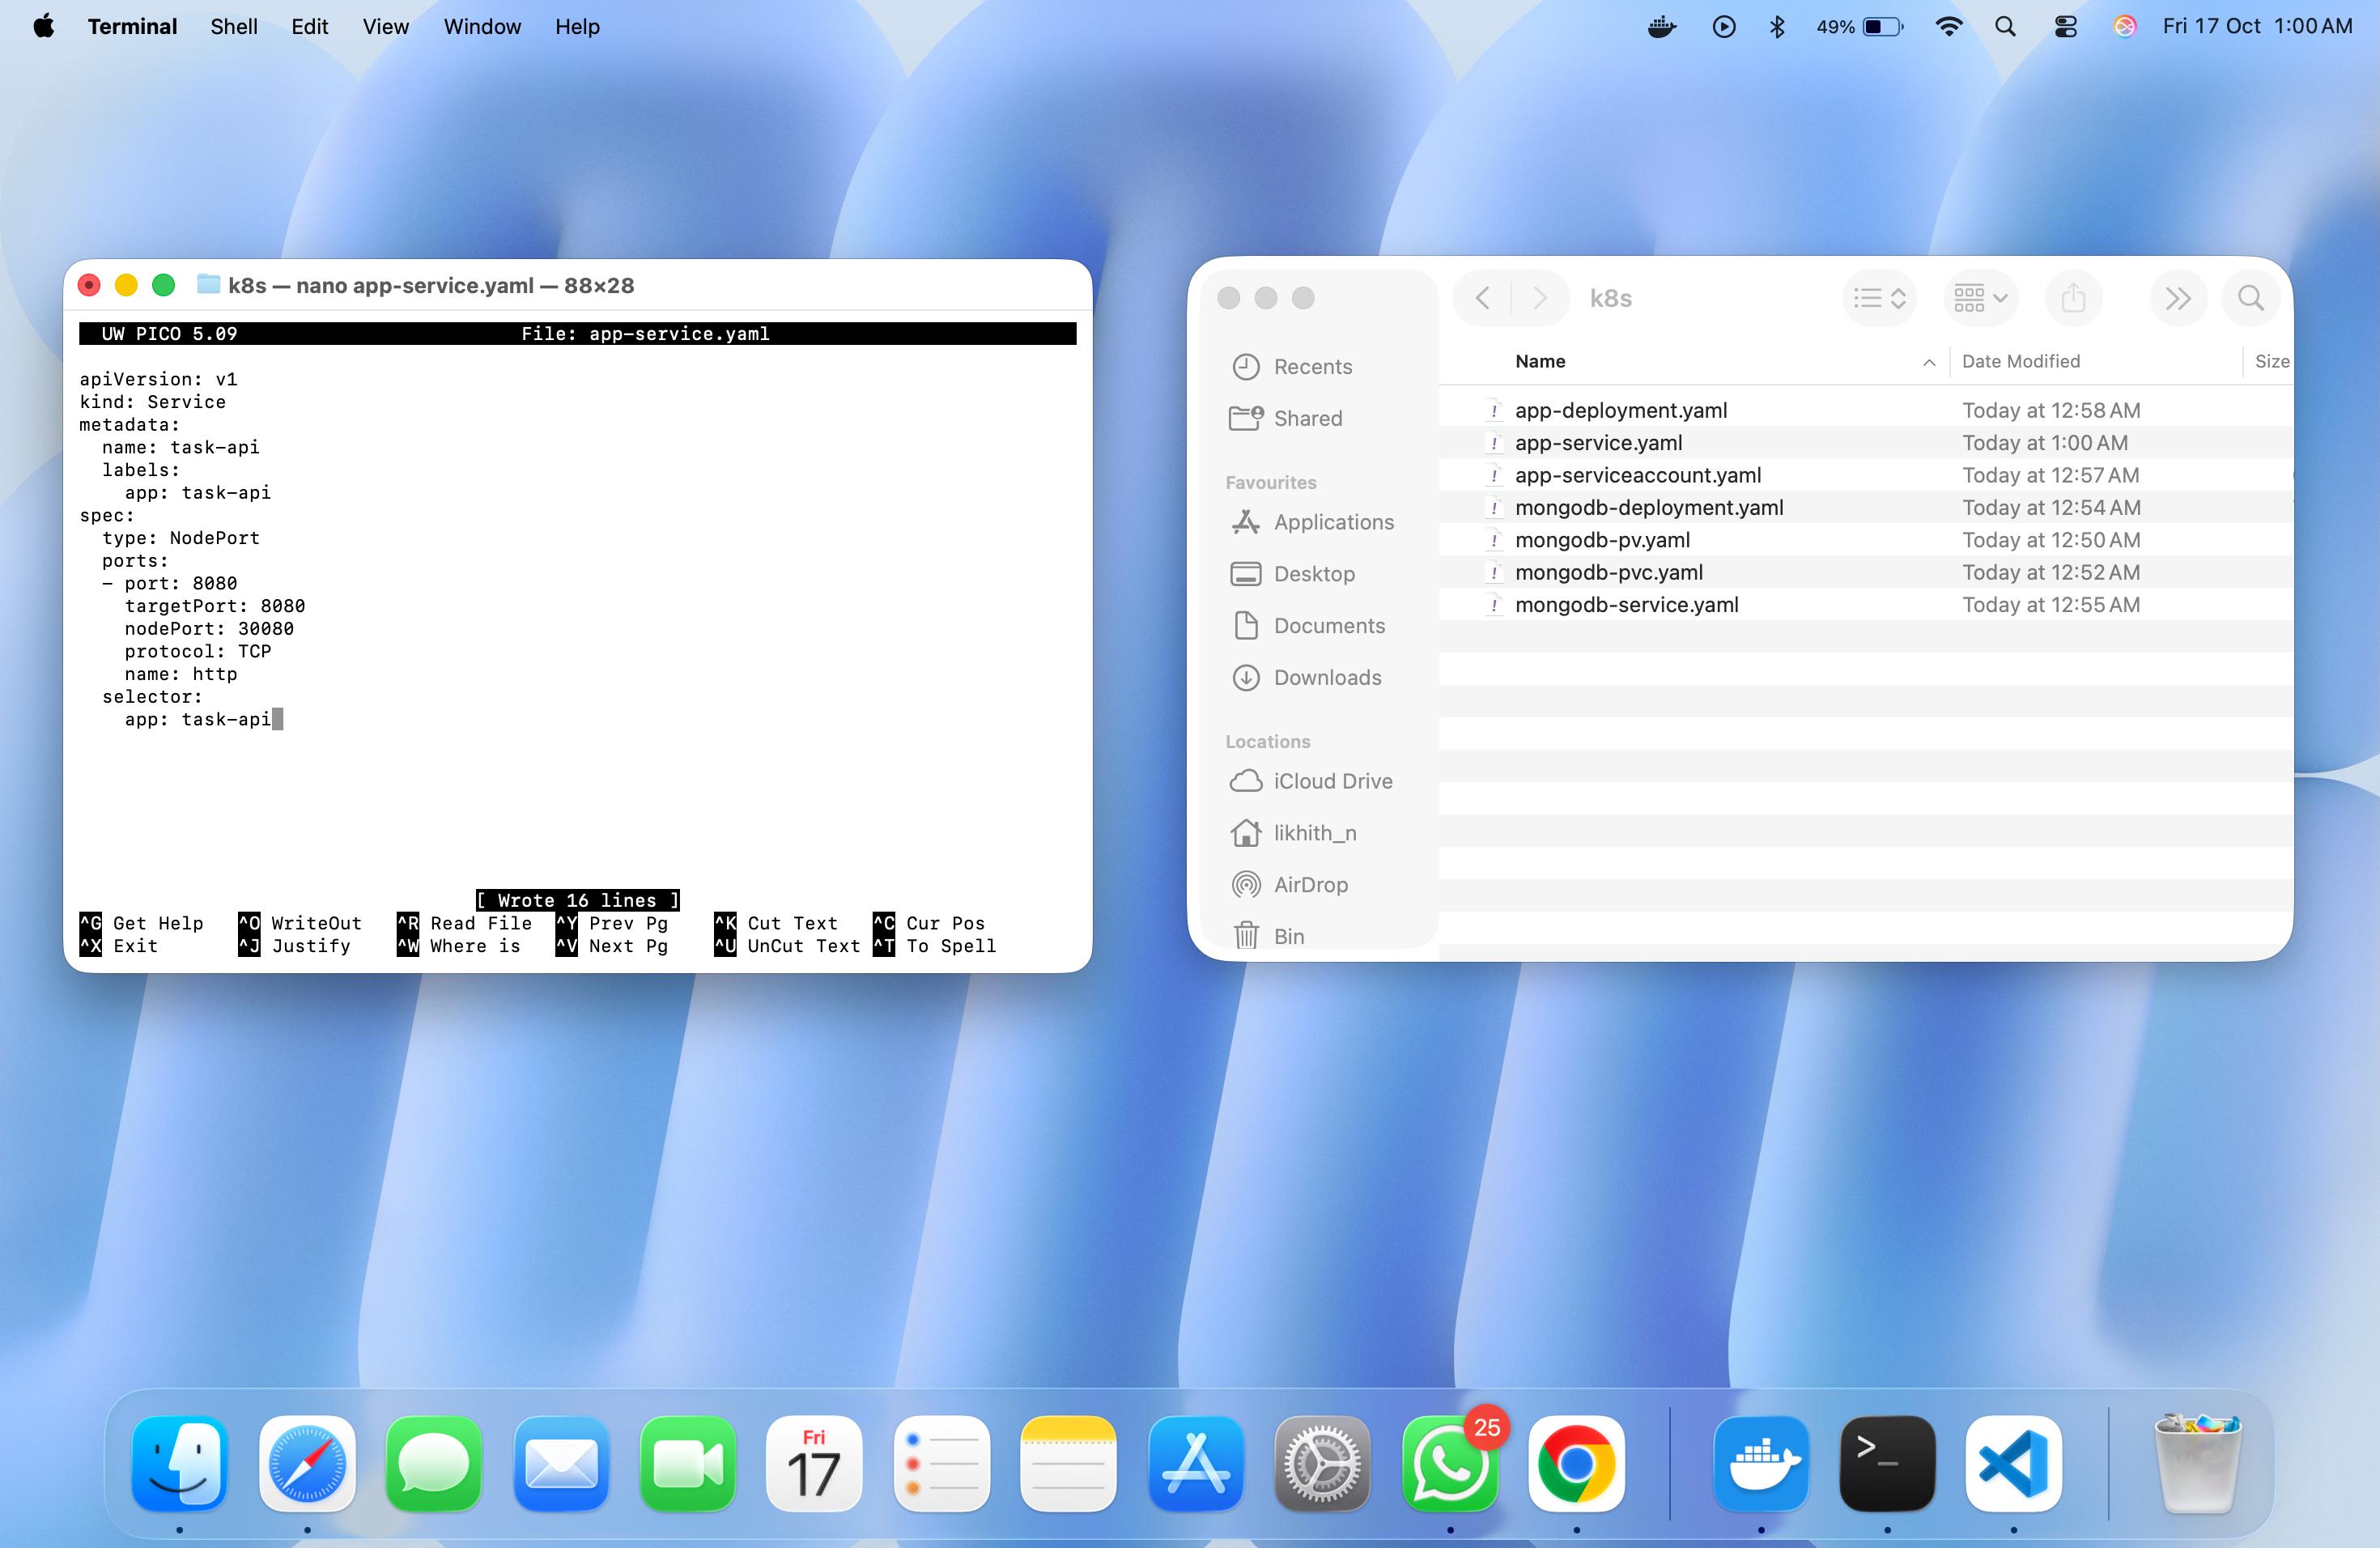 Terminal Shell Edit View Window Help 49% Fri 17 Oct 1:00 AM
k8s — nano app-service.yaml — 88×28
UW PICO 5.09 File: app-service.yaml
apiVersion: v1
kind: Service
metadata:
  name: task-api
  labels:
    app: task-api
spec:
  type: NodePort
  ports:
  - port: 8080
    targetPort: 8080
    nodePort: 30080
    protocol: TCP
    name: http
  selector:
    app: task-api
[ Wrote 16 lines ]
^G Get Help ^O WriteOut ^R Read File ^Y Prev Pg ^K Cut Text ^C Cur Pos
^X Exit ^J Justify ^W Where is ^V Next Pg ^U UnCut Text ^T To Spell
k8s
Recents
Shared
Favourites
Applications
Desktop
Documents
Downloads
Locations
iCloud Drive
likhith_n
AirDrop
Bin
Name Date Modified Size
app-deployment.yaml Today at 12:58 AM
app-service.yaml Today at 1:00 AM
app-serviceaccount.yaml Today at 12:57 AM
mongodb-deployment.yaml Today at 12:54 AM
mongodb-pv.yaml Today at 12:50 AM
mongodb-pvc.yaml Today at 12:52 AM
mongodb-service.yaml Today at 12:55 AM
Fri
17
25
>_